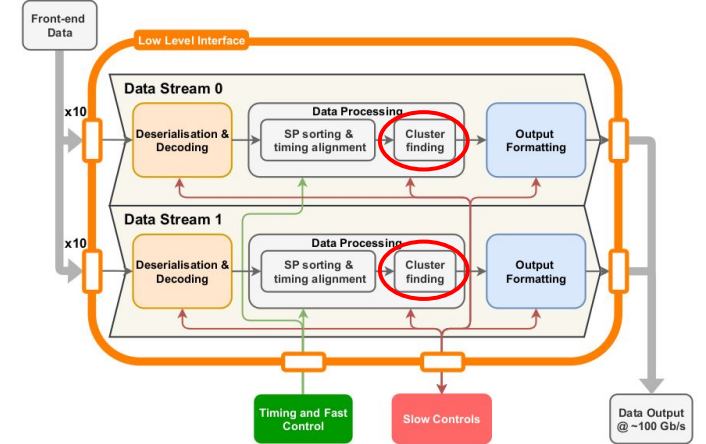 Front-end
Data
Low Level Interface
x10
Data Stream 0
Deserialisation &
Decoding
Data Processing
SP sorting &
timing alignment
Cluster
finding
Output
Formatting
x10
Data Stream 1
Deserialisation &
Decoding
Data Processing
SP sorting &
timing alignment
Cluster
finding
Output
Formatting
Timing and Fast
Control
Slow Controls
Data Output
@ ~100 Gb/s